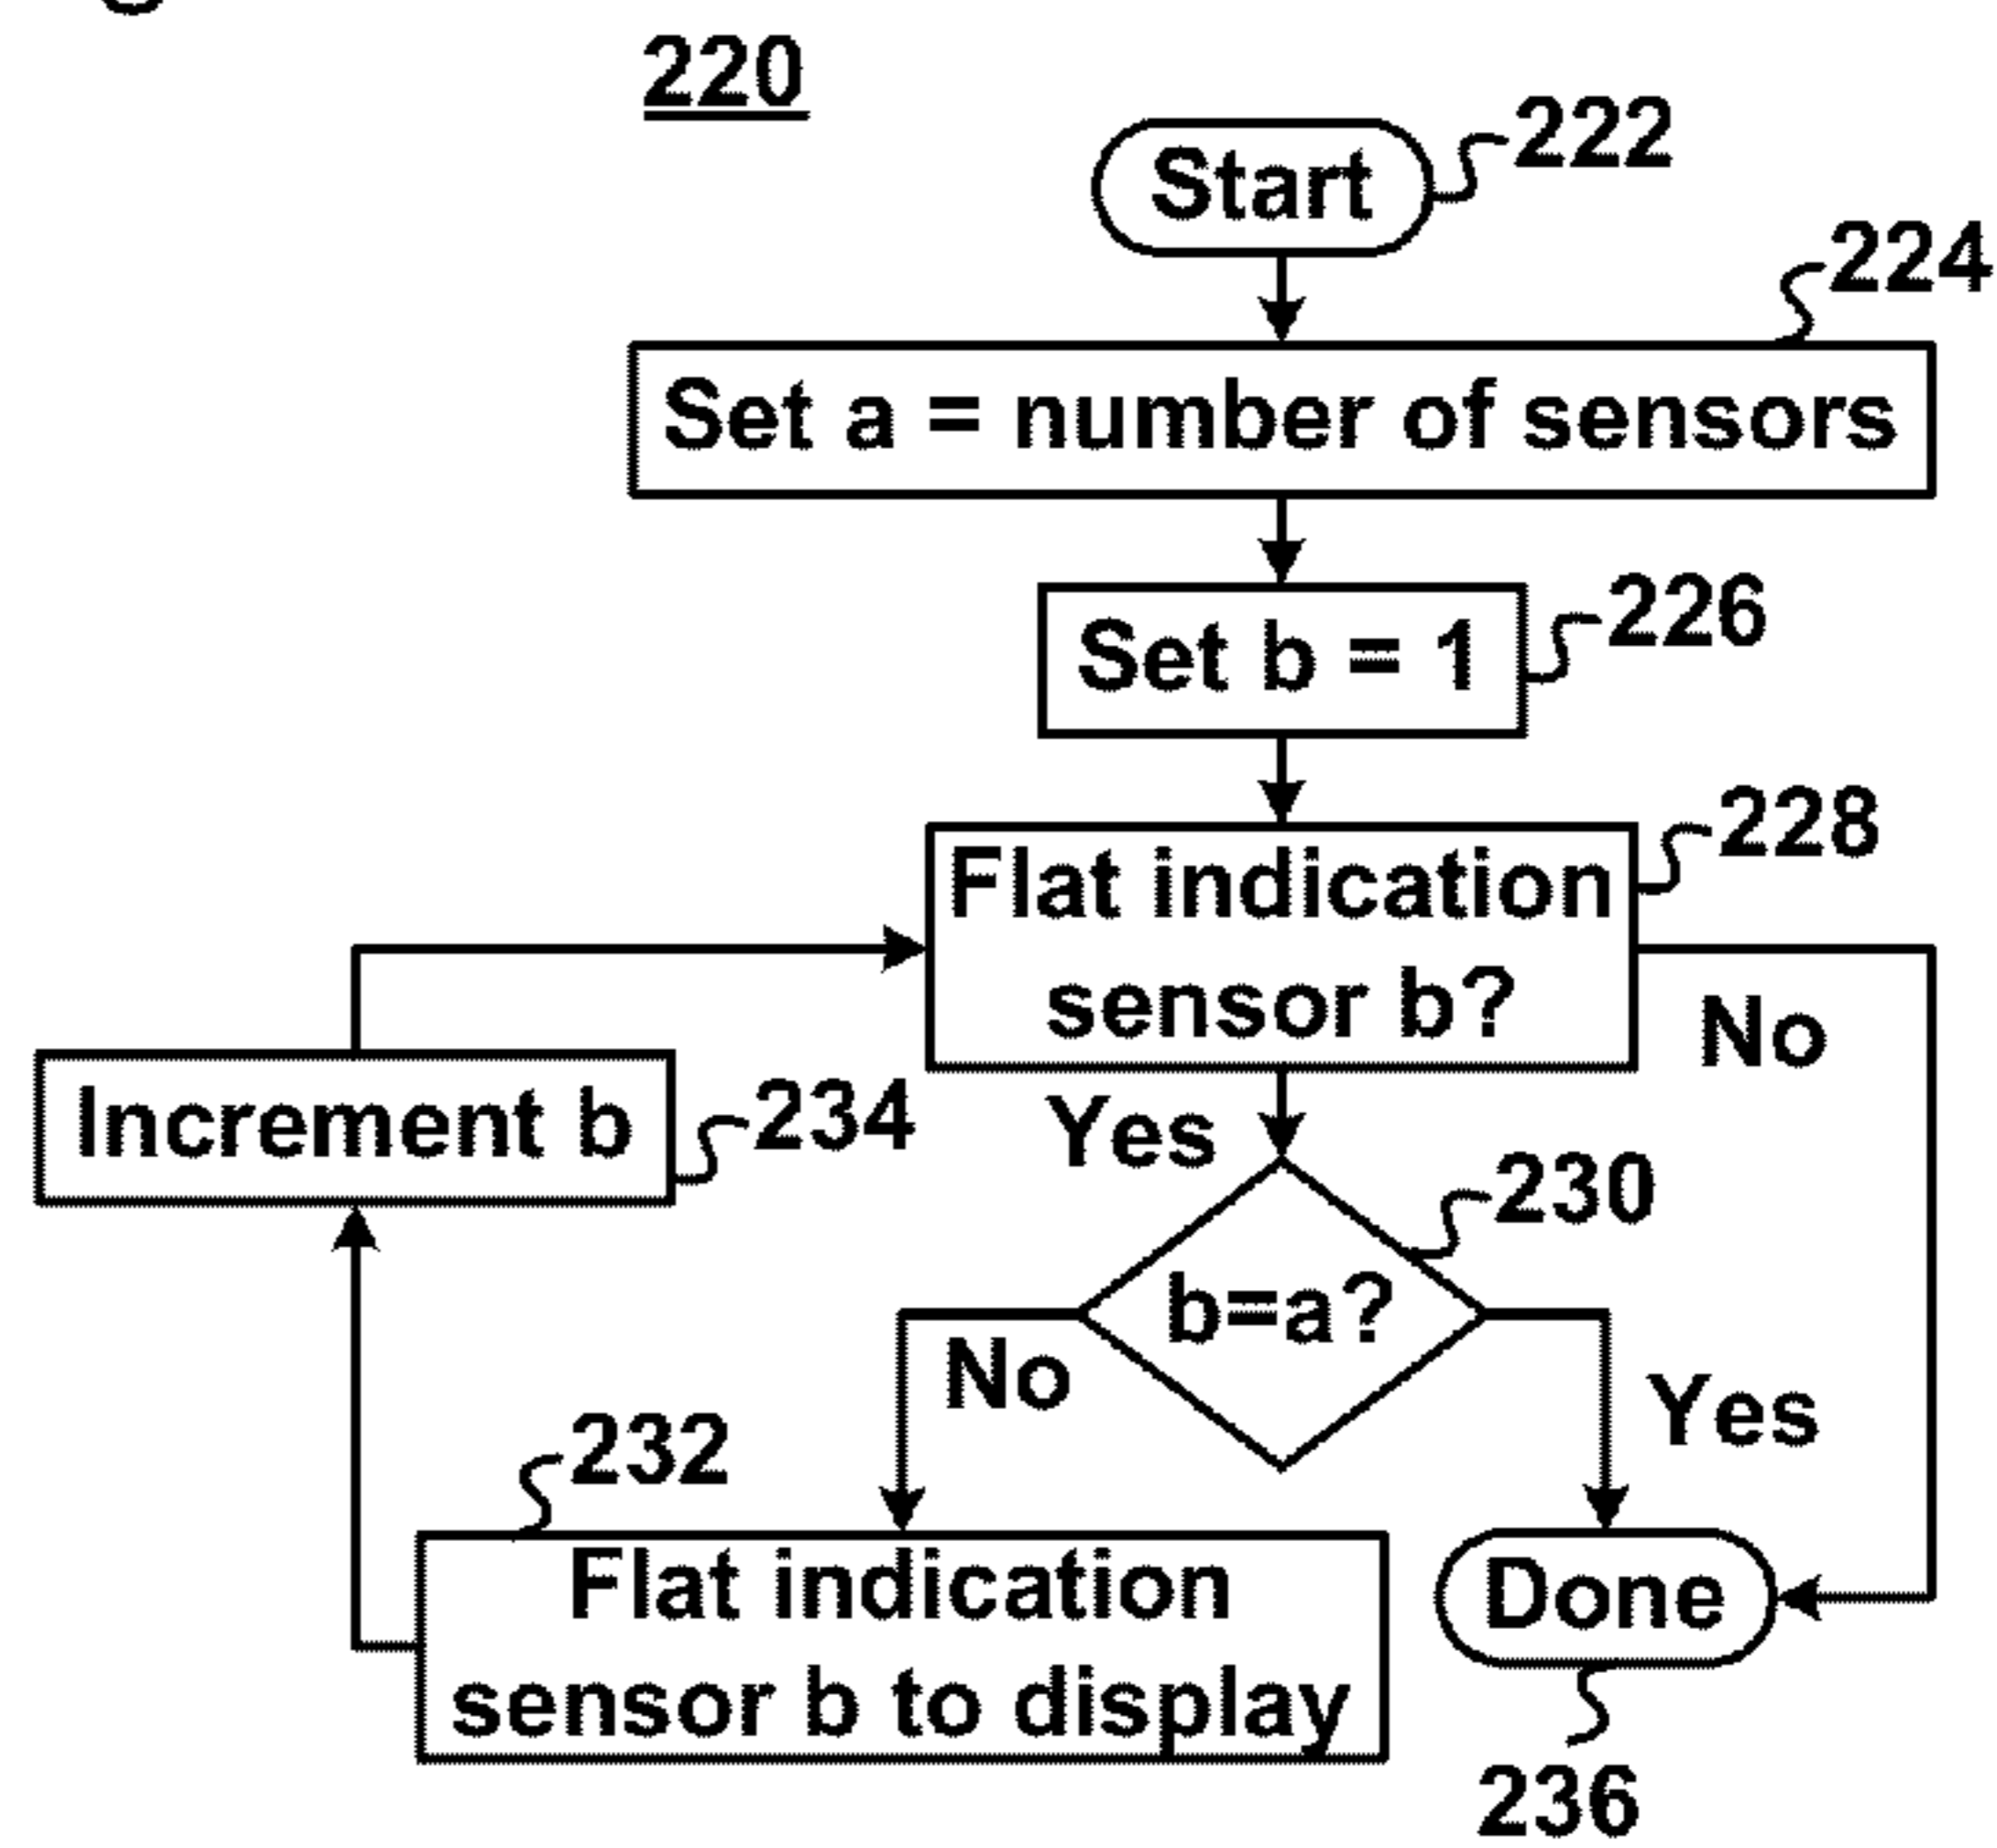 220
Start
222
224
Set a = number of sensors
Set b = 1
226
228
Flat indication
sensor b?
No
Increment b
234
Yes
230
b=a?
No
Yes
232
Flat indication
sensor b to display
Done
236